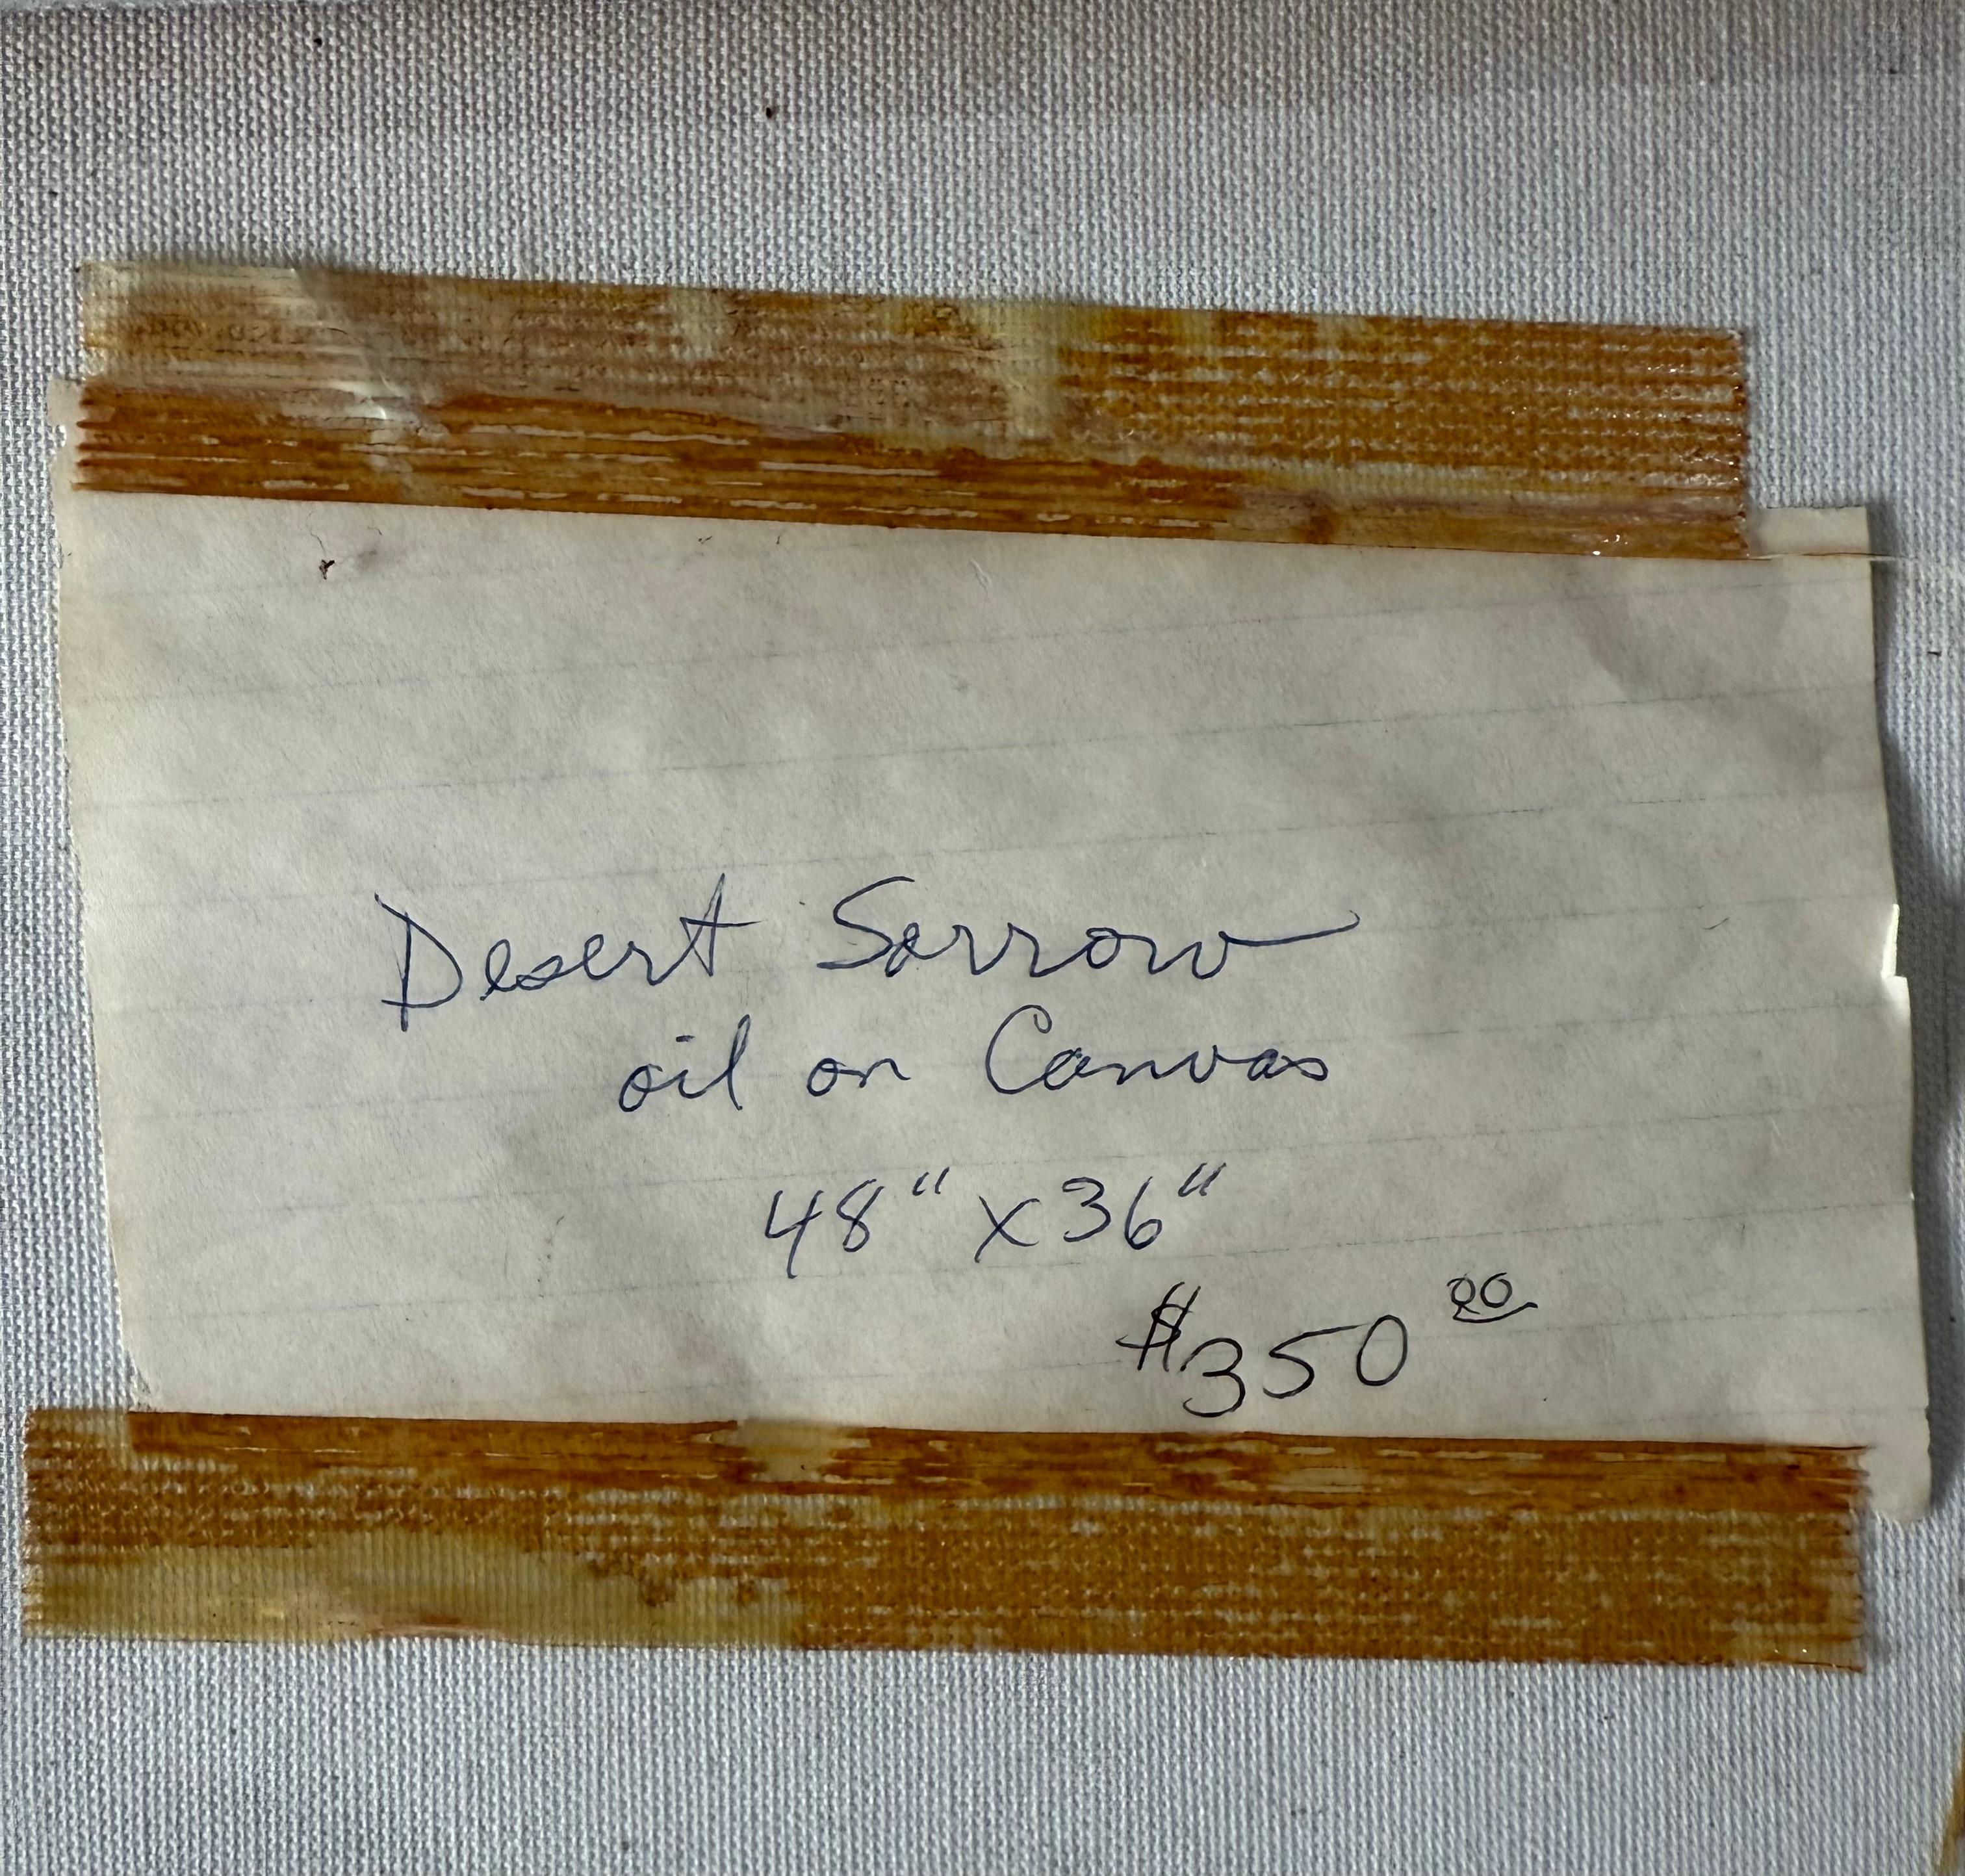 Desert Sorrow
oil on Canvas
48" x 36"
$350 00